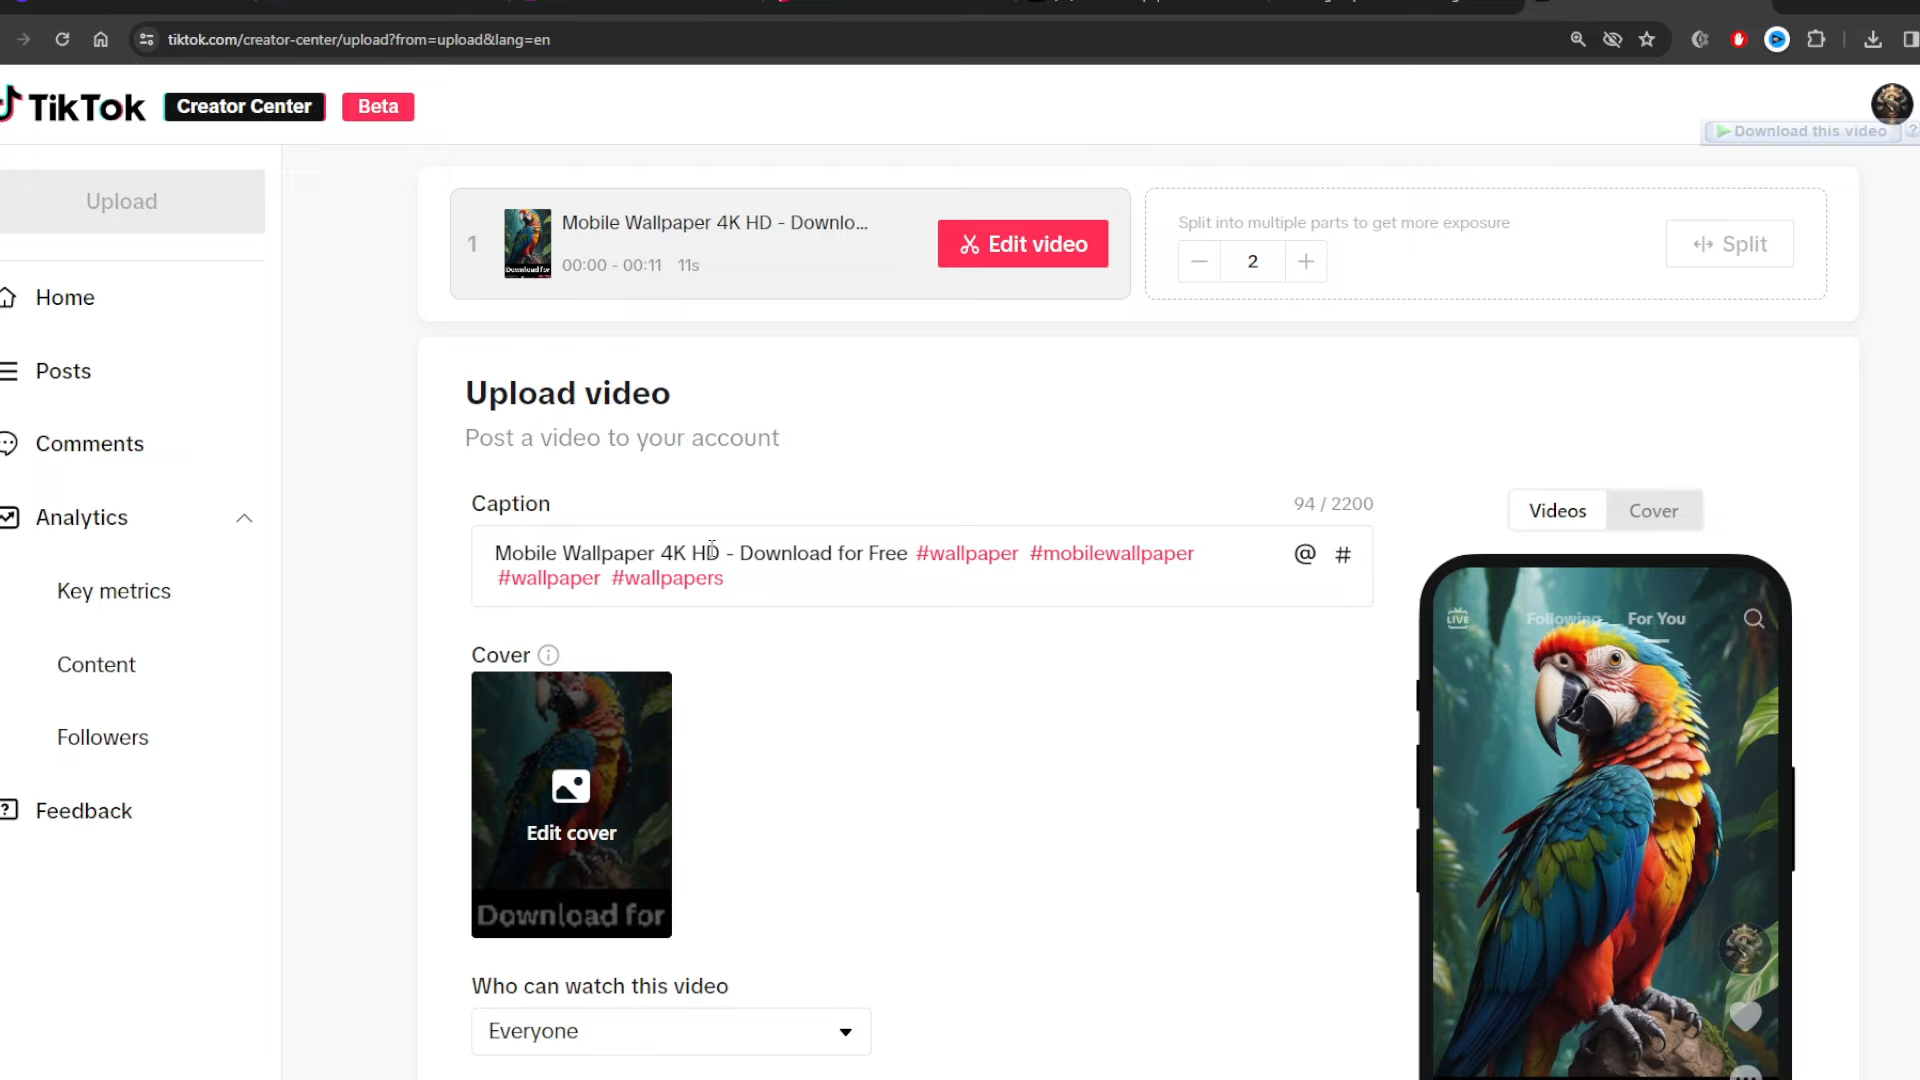 tiktok.com/creator-center/upload?from=upload&lang=en
TikTok Creator Center Beta
Download this video ?
Upload
Home
Posts
Comments
Analytics
Key metrics
Content
Followers
Feedback
1
Mobile Wallpaper 4K HD - Downlo...
00:00 - 00:11 11s
Download for
Edit video
Split into multiple parts to get more exposure
2
Split
Upload video
Post a video to your account
Caption
94 / 2200
Mobile Wallpaper 4K HD - Download for Free #wallpaper #mobilewallpaper
#wallpaper #wallpapers
@ #
Cover
Edit cover
Download for
Who can watch this video
Everyone
Videos Cover
LIVE Following For You